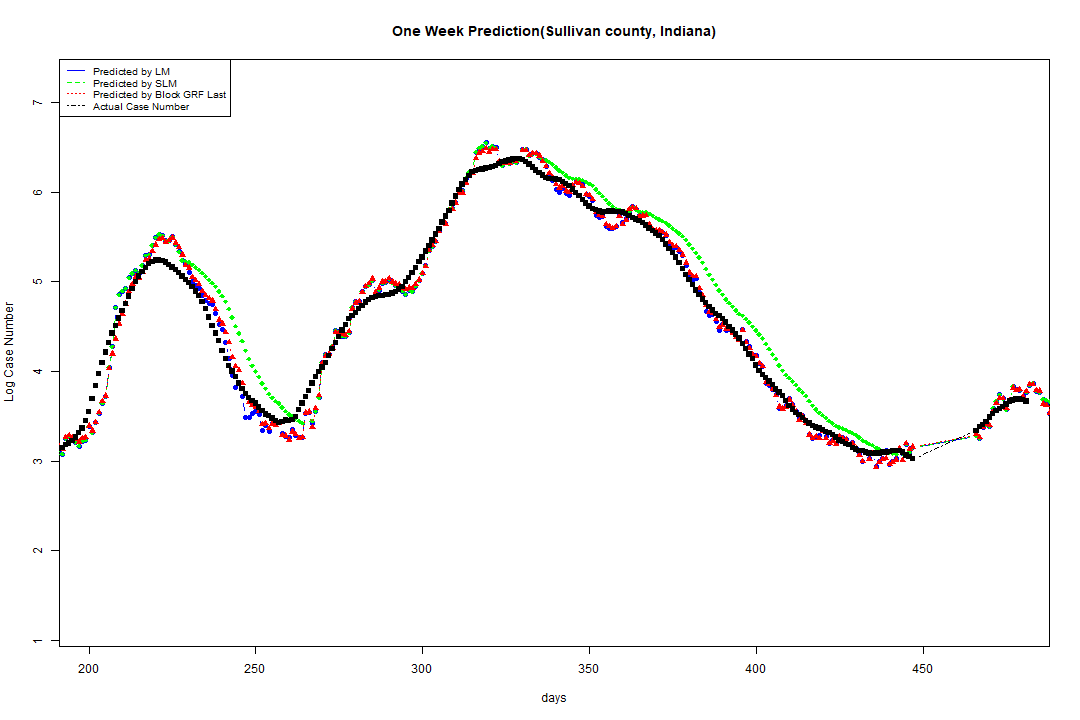 One Week Prediction(Sullivan county, Indiana)
Predicted by LM
Predicted by SLM
Predicted by Block GRF Last
Actual Case Number
7
6
5
4
3
2
1
Log Case Number
200 250 300 350 400 450
days